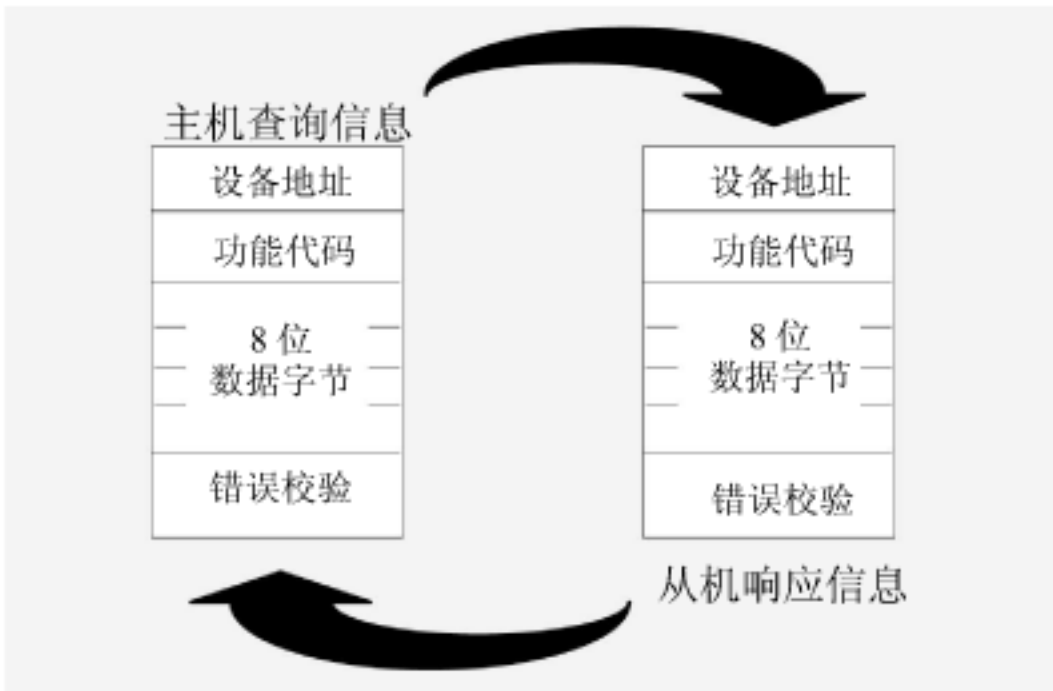 主机查询信息
设备地址
功能代码
8位
数据字节
错误校验
设备地址
功能代码
8位
数据字节
错误校验
从机响应信息